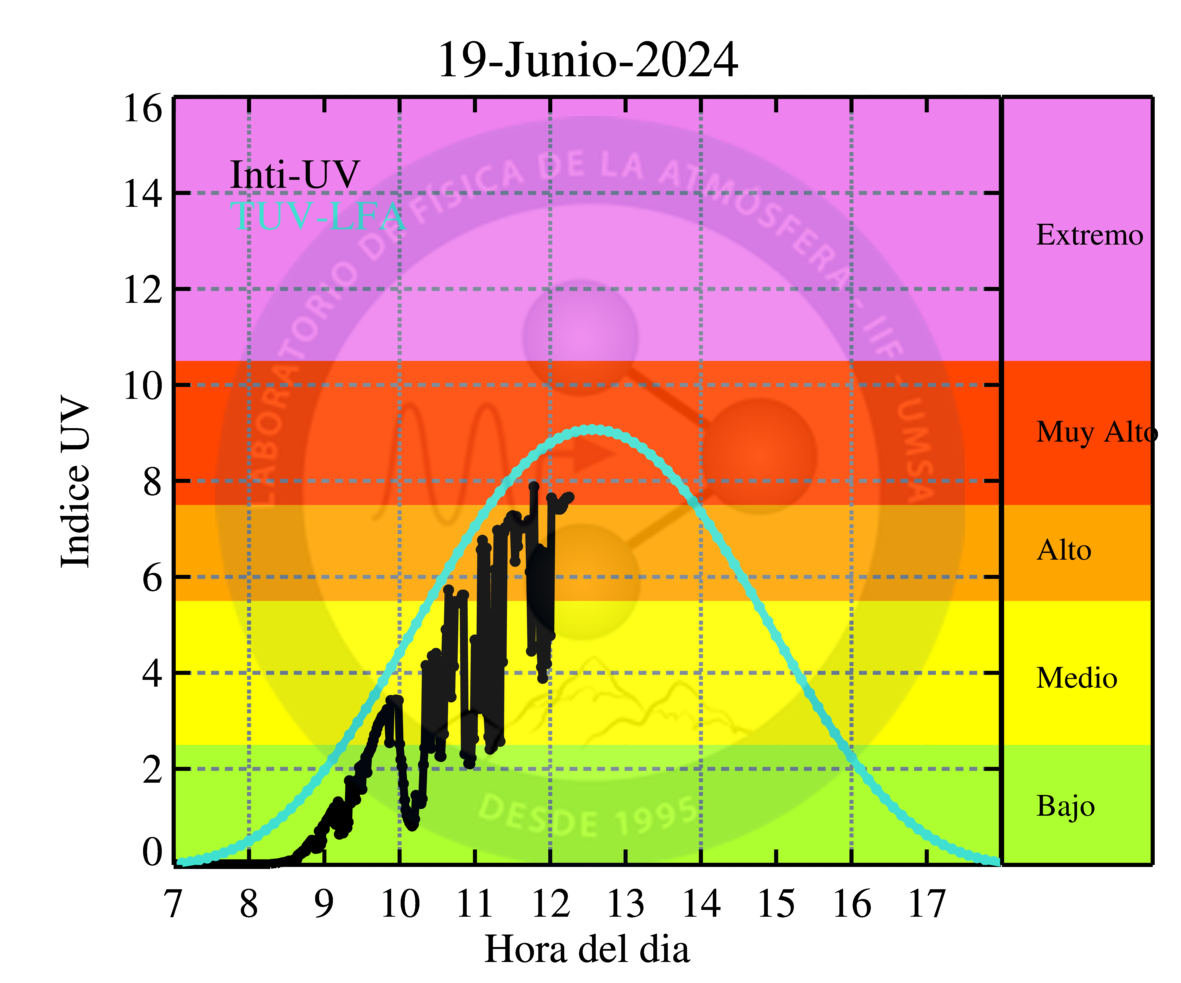 19-Junio-2024
Inti-UV
TUV-LFA
LABORATORIO DE FÍSICA DE LA ATMÓSFERA - IIF - UMSA
DESDE 1995
Indice UV
16
14
12
10
8
6
4
2
0
Extremo
Muy Alto
Alto
Medio
Bajo
7 8 9 10 11 12 13 14 15 16 17
Hora del dia